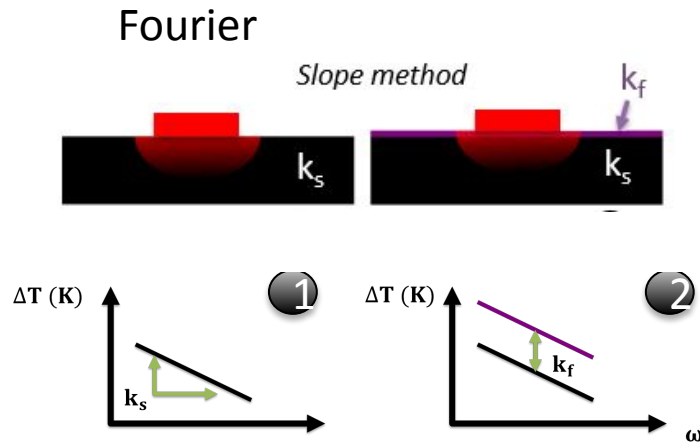 Fourier
Slope method
k_f
k_s
k_s
ΔT (K)
1
k_s
ΔT (K)
2
k_f
ω